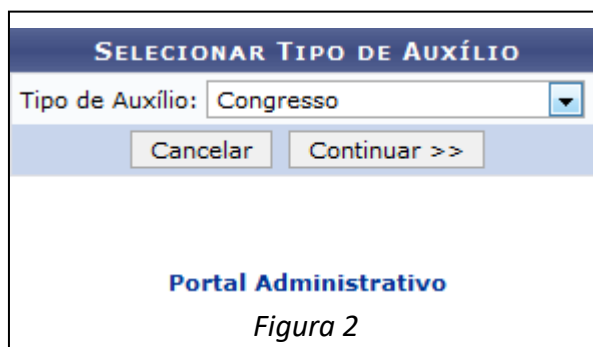 SELECIONAR TIPO DE AUXÍLIO
Tipo de Auxílio: Congresso
Cancelar Continuar >>
Portal Administrativo
Figura 2